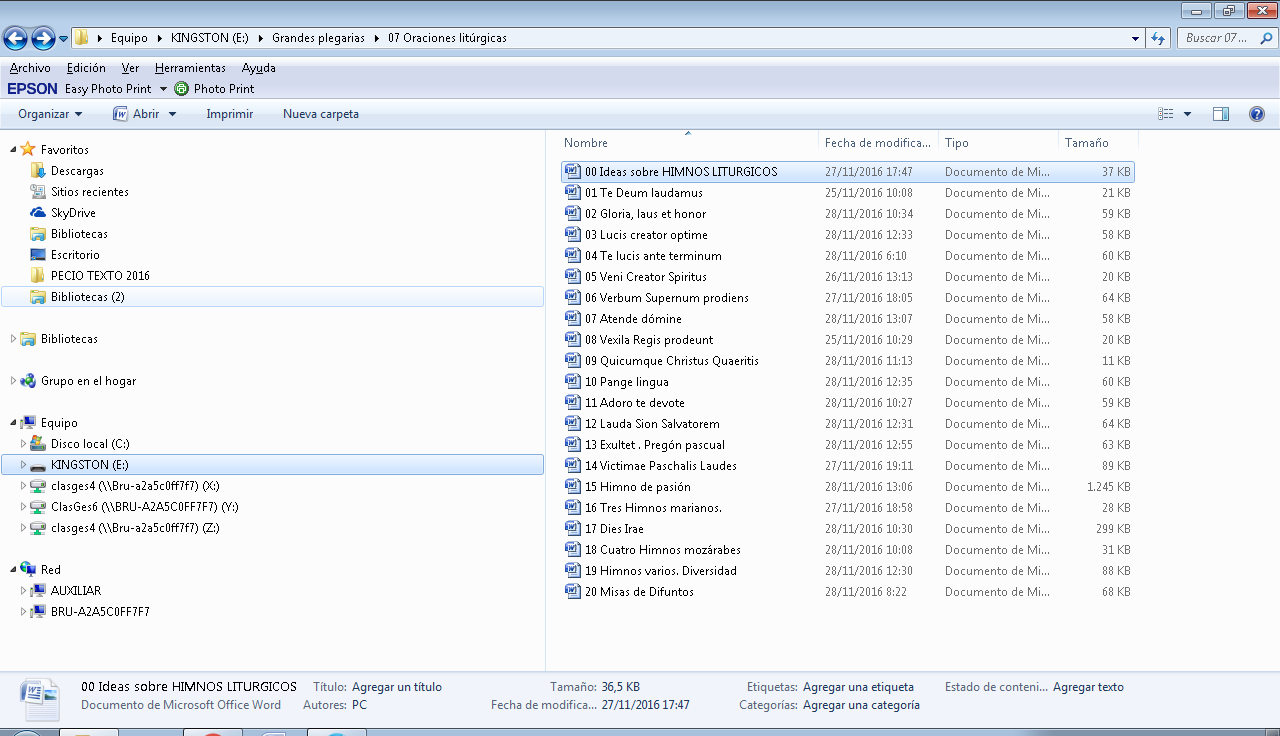 Equipo KINGSTON (E:) Grandes plegarias 07 Oraciones litúrgicas Buscar 07 ...
Archivo Edición Ver Herramientas Ayuda
EPSON Easy Photo Print Photo Print
Organizar Abrir Imprimir Nueva carpeta
Favoritos
Descargas
Sitios recientes
SkyDrive
Bibliotecas
Escritorio
PECIO TEXTO 2016
Bibliotecas (2)
Bibliotecas
Grupo en el hogar
Equipo
Disco local (C:)
KINGSTON (E:)
clasges4 (\\Bru-a2a5c0ff7f7) (X:)
ClasGes6 (\\BRU-A2A5C0FF7F7) (Y:)
clasges4 (\\Bru-a2a5c0ff7f7) (Z:)
Red
AUXILIAR
BRU-A2A5C0FF7F7
Nombre Fecha de modifica... Tipo Tamaño
00 Ideas sobre HIMNOS LITURGICOS 27/11/2016 17:47 Documento de Mi... 37 KB
01 Te Deum laudamus 25/11/2016 10:08 Documento de Mi... 21 KB
02 Gloria, laus et honor 28/11/2016 10:34 Documento de Mi... 59 KB
03 Lucis creator optime 28/11/2016 12:33 Documento de Mi... 58 KB
04 Te lucis ante terminum 28/11/2016 6:10 Documento de Mi... 60 KB
05 Veni Creator Spiritus 26/11/2016 13:13 Documento de Mi... 20 KB
06 Verbum Supernum prodiens 27/11/2016 18:05 Documento de Mi... 64 KB
07 Atende dómine 28/11/2016 13:07 Documento de Mi... 58 KB
08 Vexila Regis prodeunt 25/11/2016 10:29 Documento de Mi... 20 KB
09 Quicumque Christus Quaeritis 28/11/2016 11:13 Documento de Mi... 11 KB
10 Pange lingua 28/11/2016 12:35 Documento de Mi... 60 KB
11 Adoro te devote 28/11/2016 10:27 Documento de Mi... 59 KB
12 Lauda Sion Salvatorem 28/11/2016 12:31 Documento de Mi... 64 KB
13 Exultet . Pregón pascual 28/11/2016 12:55 Documento de Mi... 63 KB
14 Victimae Paschalis Laudes 27/11/2016 19:11 Documento de Mi... 89 KB
15 Himno de pasión 28/11/2016 13:06 Documento de Mi... 1.245 KB
16 Tres Himnos marianos. 27/11/2016 18:58 Documento de Mi... 28 KB
17 Dies Irae 28/11/2016 10:30 Documento de Mi... 299 KB
18 Cuatro Himnos mozárabes 28/11/2016 10:08 Documento de Mi... 31 KB
19 Himnos varios. Diversidad 28/11/2016 12:30 Documento de Mi... 88 KB
20 Misas de Difuntos 28/11/2016 8:22 Documento de Mi... 68 KB
00 Ideas sobre HIMNOS LITURGICOS Título: Agregar un título Tamaño: 36,5 KB Etiquetas: Agregar una etiqueta Estado de conteni... Agregar texto
Documento de Microsoft Office Word Autores: PC Fecha de modifica... 27/11/2016 17:47 Categorías: Agregar una categoría